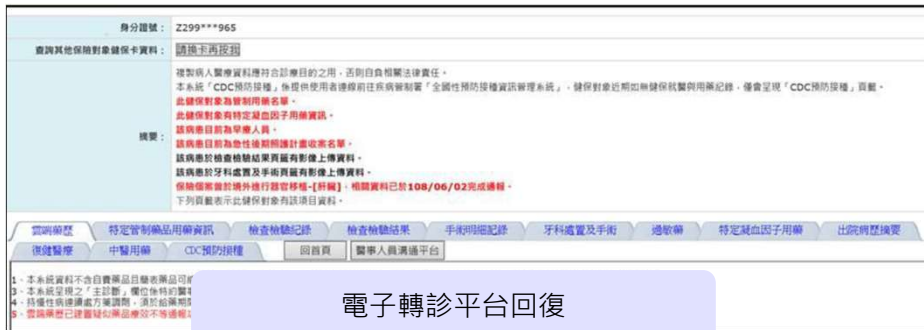 身分證號： Z299***965
查詢其他保險對象健保卡資料： 請換卡再按我
摘要：
複製病人醫療資料應符合診療目的之用，否則自負相關法律責任。
本系統「CDC預防接種」係提供使用者連線前往疾病管制署「全國性預防接種資訊管理系統」，健保對象近期如無健保就醫與用藥紀錄，僅會呈現「CDC預防接種」頁籤。
此健保對象為管制用藥名單。
此健保對象有特定凝血因子用藥資訊。
該病患目前為早療人員。
該病患目前為急性後期照護計畫收案名單。
該病患於檢查檢驗結果頁籤有影像上傳資料。
該病患於牙科處置及手術頁籤有影像上傳資料。
保險個案曾於境外進行器官移植-[肝臟]，相關資料已於108/06/02完成通報。
下列頁籤表示此健保對象有該項目資料。
雲端藥歷 特定管制藥品用藥資訊 檢查檢驗紀錄 檢查檢驗結果 手術明細紀錄 牙科處置及手術 過敏藥 特定凝血因子用藥 出院病歷摘要
復健醫療 中醫用藥 CDC預防接種 回首頁 醫事人員溝通平台
1、本系統資料不含自費藥品且簡表藥品可能
2、本系統呈現之「主診斷」欄位係特約醫事
4、持慢性病連續處方箋調劑，須於給藥期間
5、雲端藥歷已建置疑似藥品療效不等通報
電子轉診平台回復